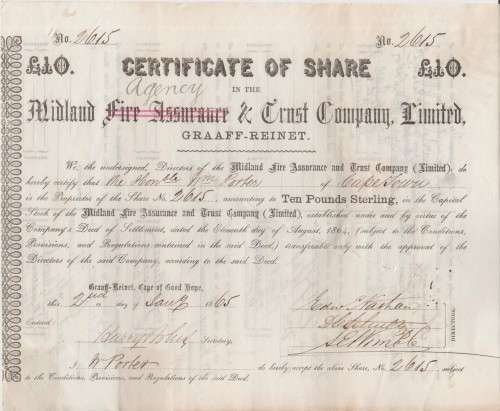 No. 2615 No. 2615
£10. CERTIFICATE OF SHARE £10.
Agency
IN THE
Midland Fire Assurance & Trust Company, Limited,
GRAAFF-REINET.
We, the undersigned, Directors of the Midland Fire Assurance and Trust Company (Limited), do
hereby certify that The Honble Wm Porter of Cape Town
is the Proprietor of the Share No. 2615, amounting to Ten Pounds Sterling, in the Capital
Stock of the Midland Fire Assurance and Trust Company (Limited), established under and by virtue of the
Company's Deed of Settlement, dated the Eleventh day of August, 1864, (subject to the Conditions,
Provisions, and Regulations contained in the said Deed,) transferable only with the approval of the
Directors of the said Company, according to the said Deed.
Graaff-Reinet, Cape of Good Hope,
this 2nd day of Jany 1865
Entered
Secretary,
DIRECTORS.
I, W Porter do hereby accept the above Share, No. 2615, subject
to the Conditions, Provisions, and Regulations of the said Deed.